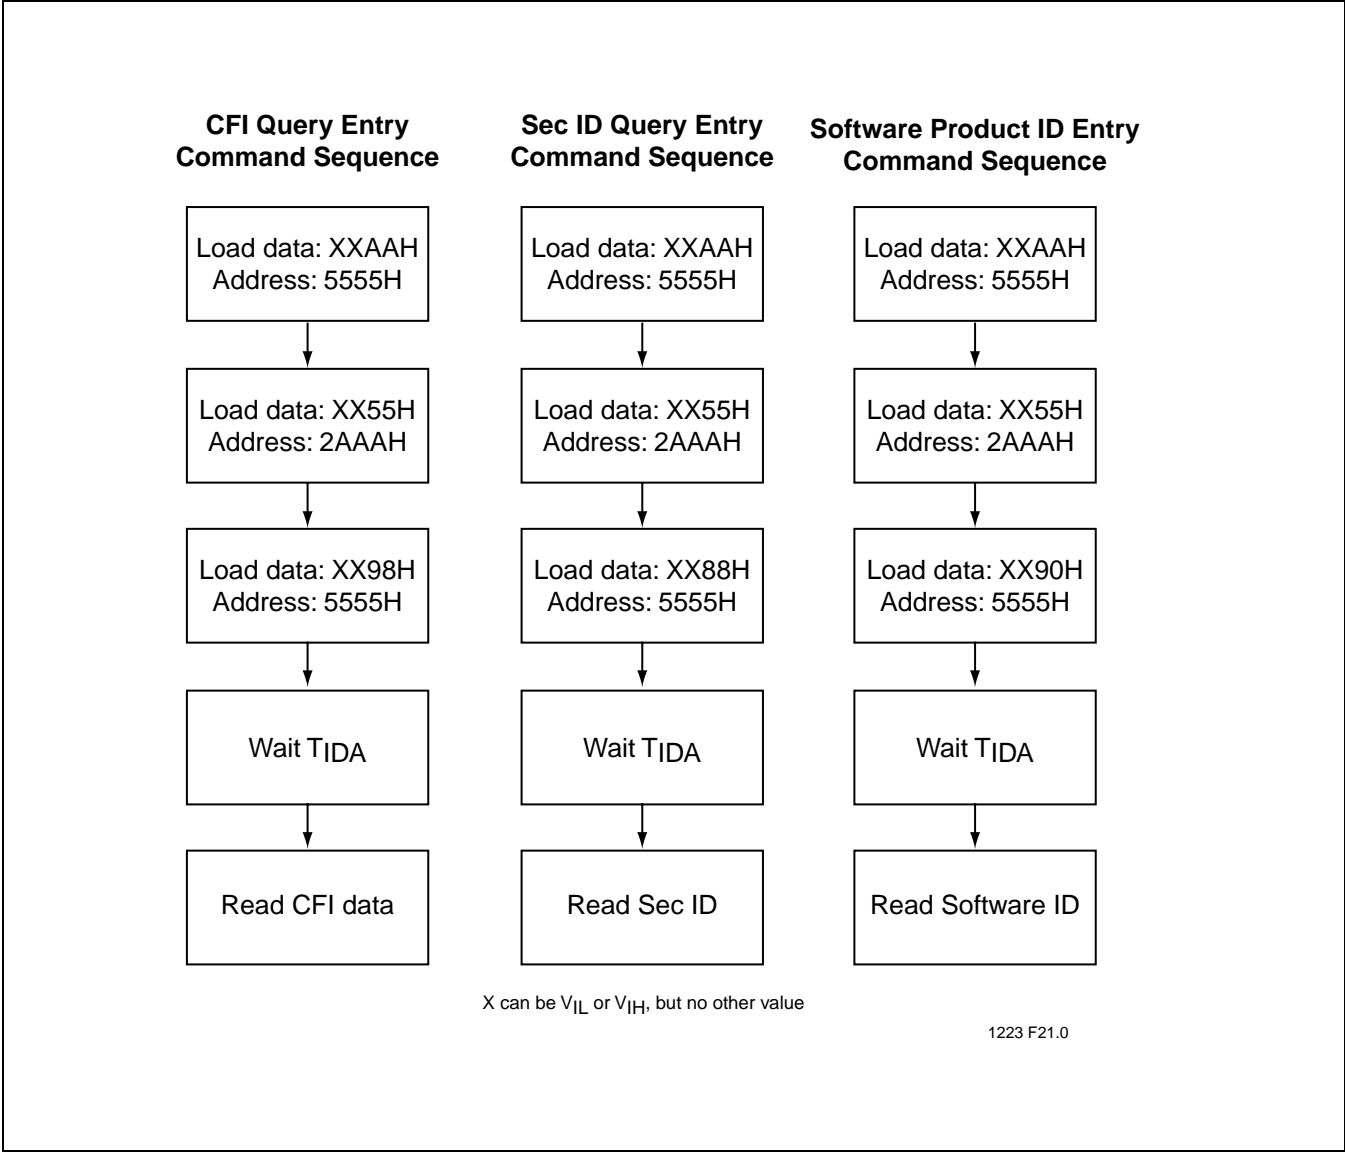 CFI Query Entry
Command Sequence
Load data: XXAAH
Address: 5555H
Load data: XX55H
Address: 2AAAH
Load data: XX98H
Address: 5555H
Wait TIDA
Read CFI data
Sec ID Query Entry
Command Sequence
Load data: XXAAH
Address: 5555H
Load data: XX55H
Address: 2AAAH
Load data: XX88H
Address: 5555H
Wait TIDA
Read Sec ID
Software Product ID Entry
Command Sequence
Load data: XXAAH
Address: 5555H
Load data: XX55H
Address: 2AAAH
Load data: XX90H
Address: 5555H
Wait TIDA
Read Software ID
X can be VIL or VIH, but no other value
1223 F21.0